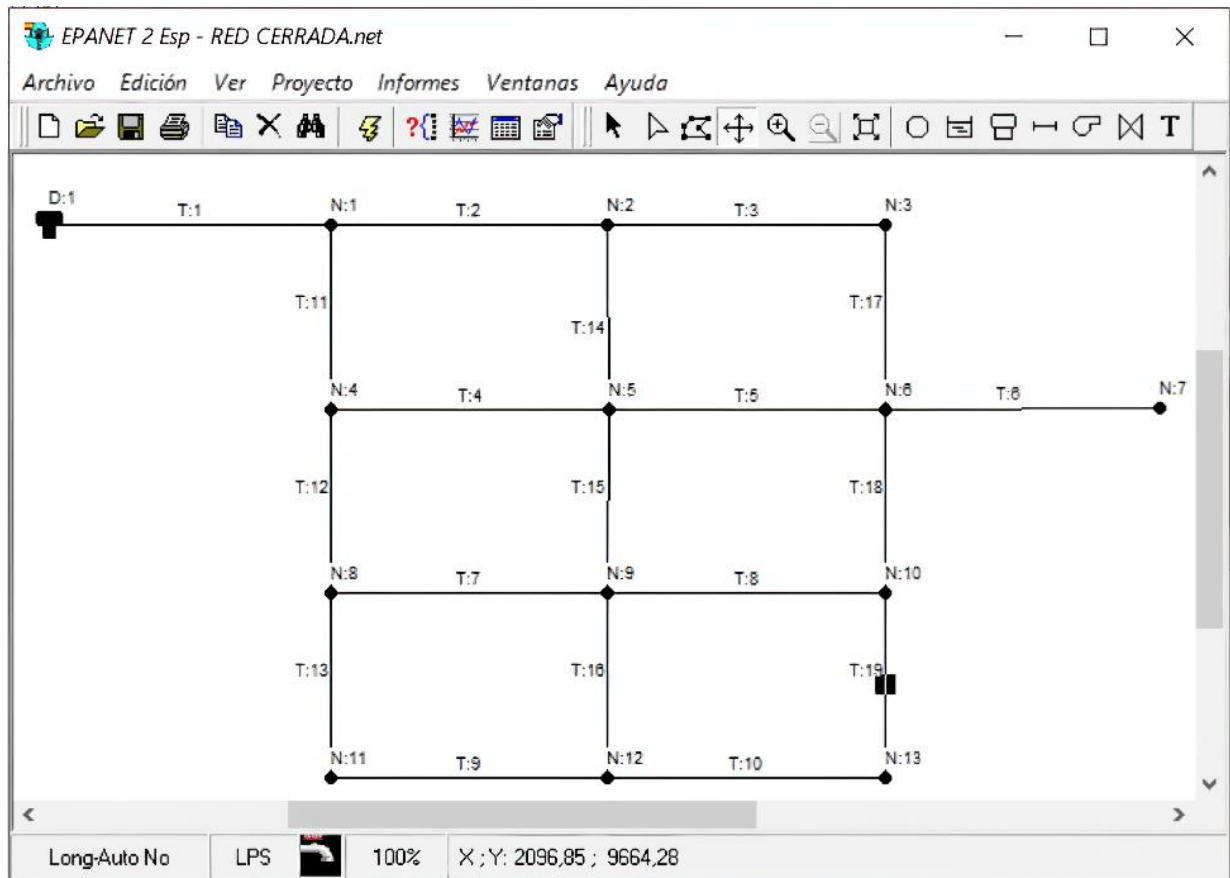 EPANET 2 Esp - RED CERRADA.net
Archivo Edición Ver Proyecto Informes Ventanas Ayuda
T
D:1 T:1 N:1 T:2 N:2 T:3 N:3
T:11 T:14 T:17
N:4 T:4 N:5 T:5 N:6 T:6 N:7
T:12 T:15 T:18
N:8 T:7 N:9 T:8 N:10
T:13 T:16 T:19
N:11 T:9 N:12 T:10 N:13
Long-Auto No LPS 100% X ; Y: 2096,85 ; 9664,28